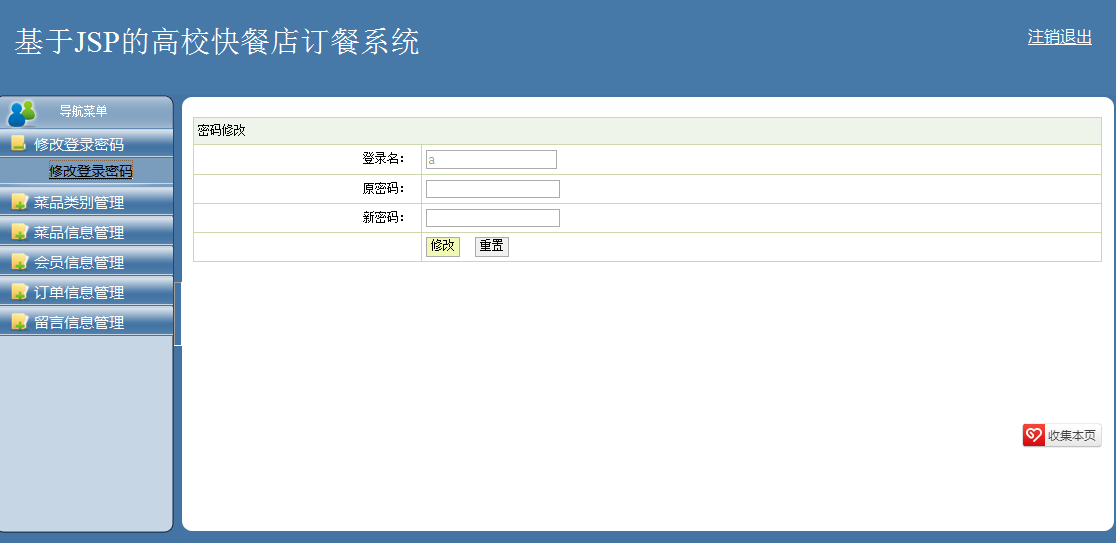 基于JSP的高校快餐店订餐系统
注销退出
导航菜单
修改登录密码
修改登录密码
菜品类别管理
菜品信息管理
会员信息管理
订单信息管理
留言信息管理
密码修改
登录名：
a
原密码：
新密码：
修改 重置
收集本页